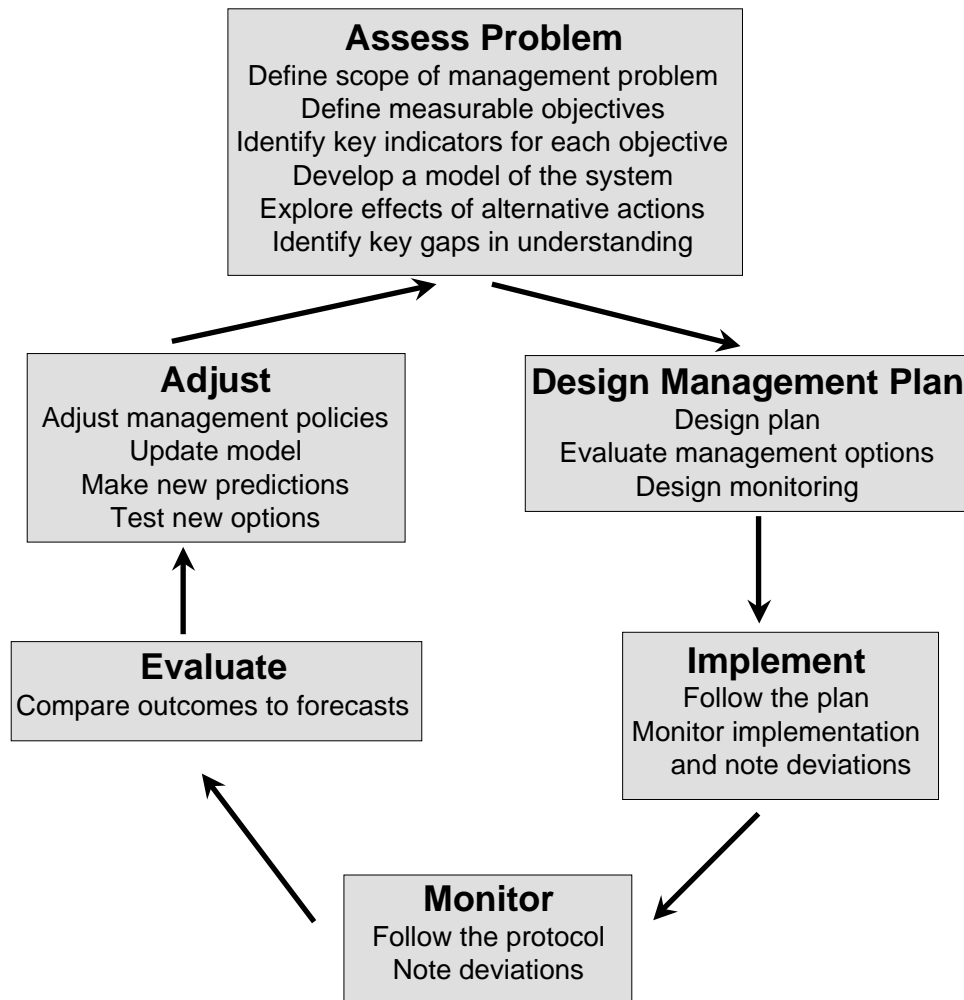 Assess Problem
Define scope of management problem
Define measurable objectives
Identify key indicators for each objective
Develop a model of the system
Explore effects of alternative actions
Identify key gaps in understanding
Design Management Plan
Design plan
Evaluate management options
Design monitoring
Implement
Follow the plan
Monitor implementation
and note deviations
Monitor
Follow the protocol
Note deviations
Evaluate
Compare outcomes to forecasts
Adjust
Adjust management policies
Update model
Make new predictions
Test new options